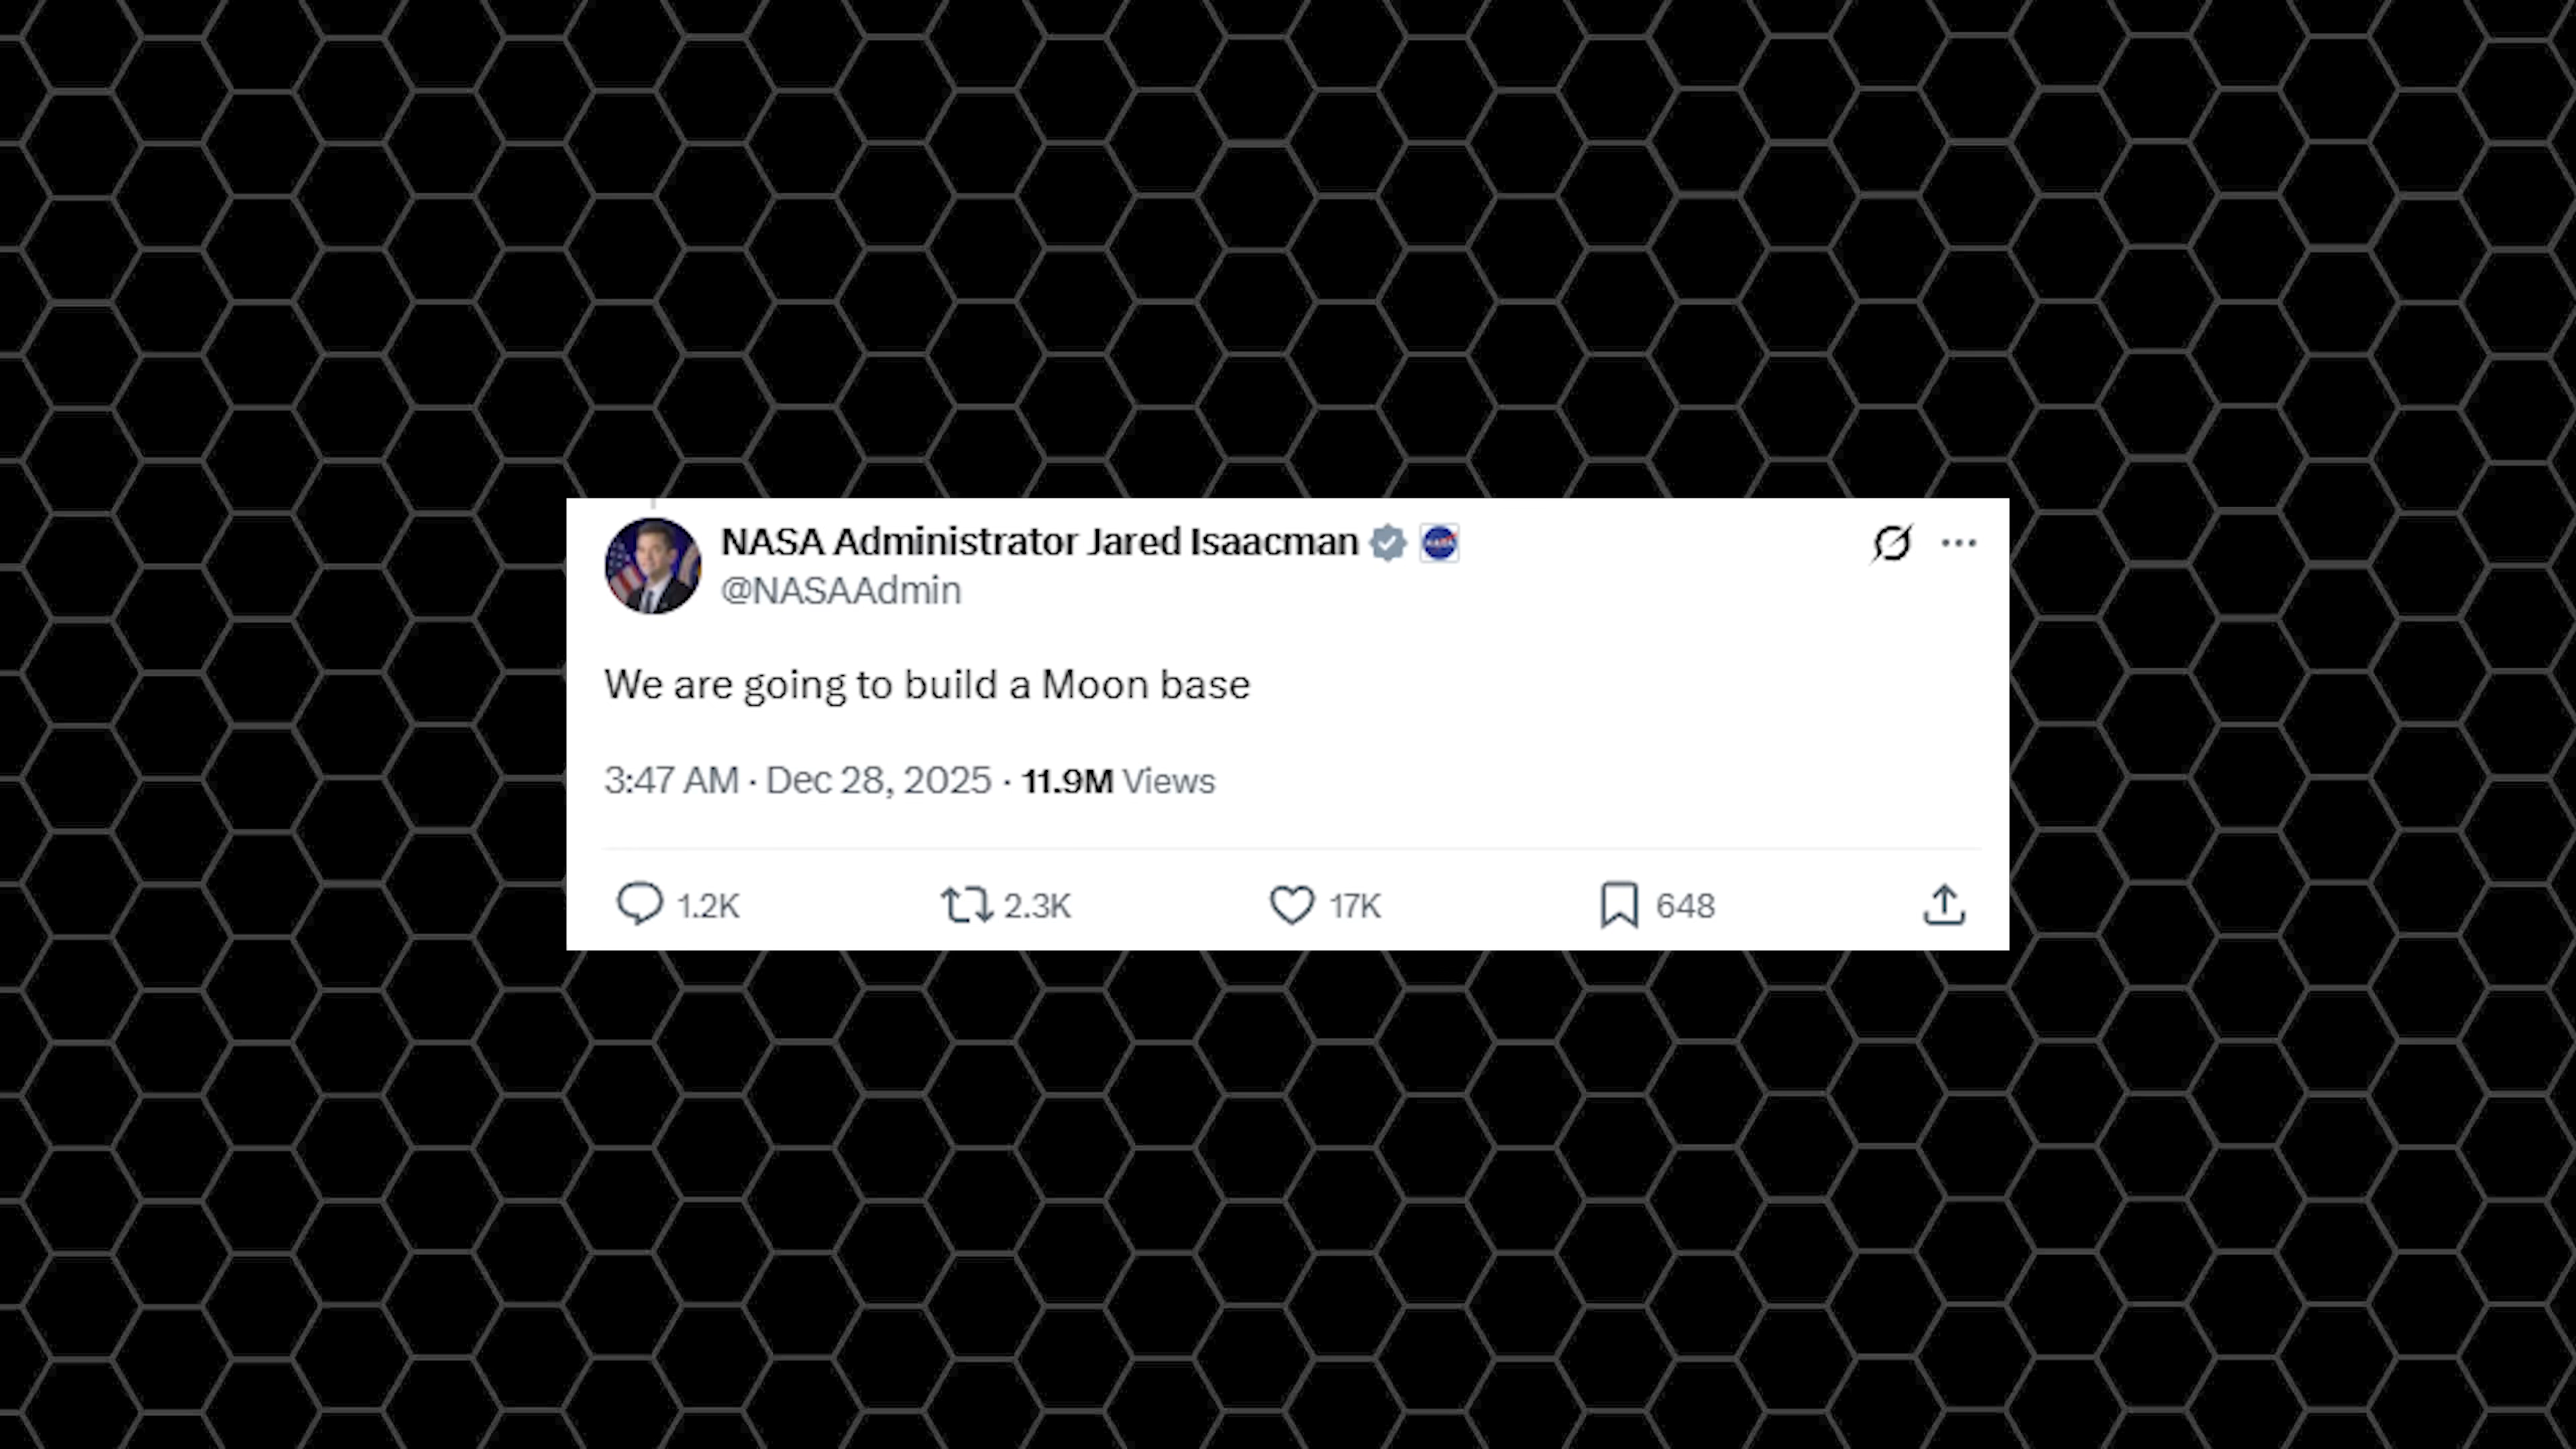 NASA Administrator Jared Isaacman
@NASAAdmin
We are going to build a Moon base
3:47 AM · Dec 28, 2025 · 11.9M Views
1.2K 2.3K 17K 648